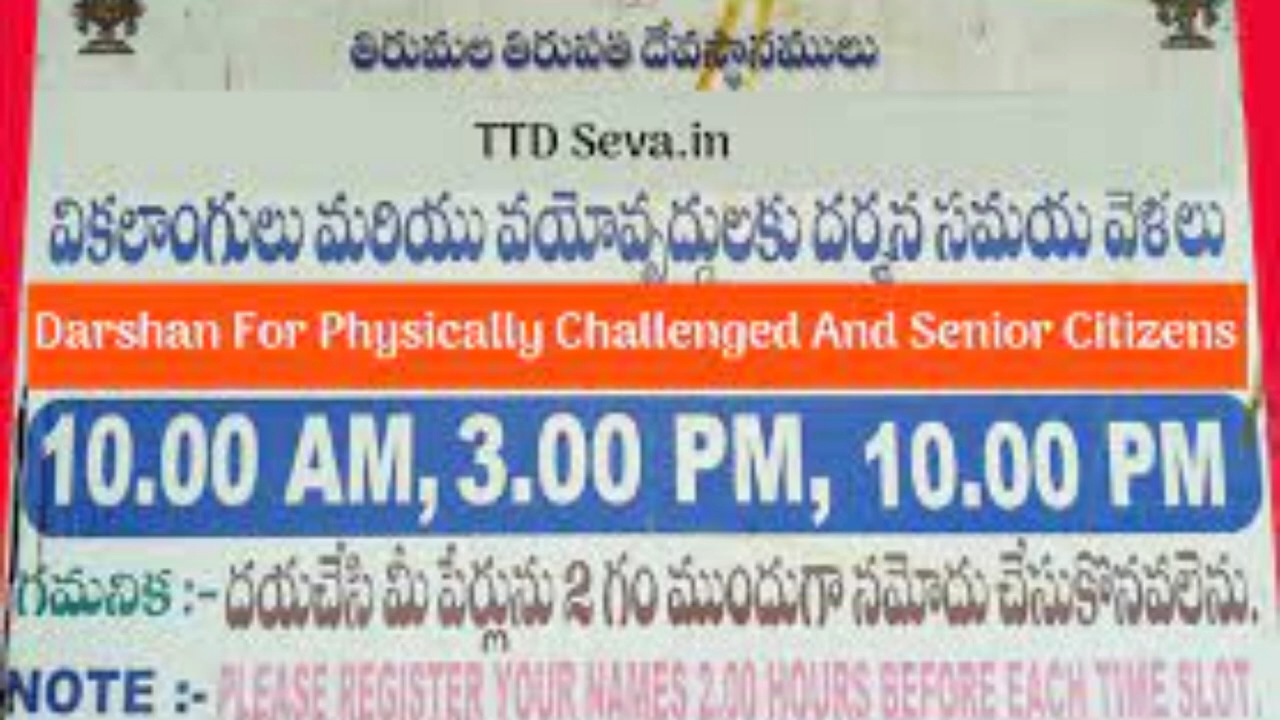 తిరుమల తిరుపతి దేవస్థానములు
TTD Seva.in
వికలాంగులు మరియు వయోవృద్ధులకు దర్శన సమయ వేళలు
Darshan For Physically Challenged And Senior Citizens
10.00 AM, 3.00 PM, 10.00 PM
గమనిక :- దయచేసి మీ పేర్లును 2 గం ముందుగా నమోదు చేసుకొనవలెను.
NOTE :- PLEASE REGISTER YOUR NAMES 2.00 HOURS BEFORE EACH TIME SLOT.